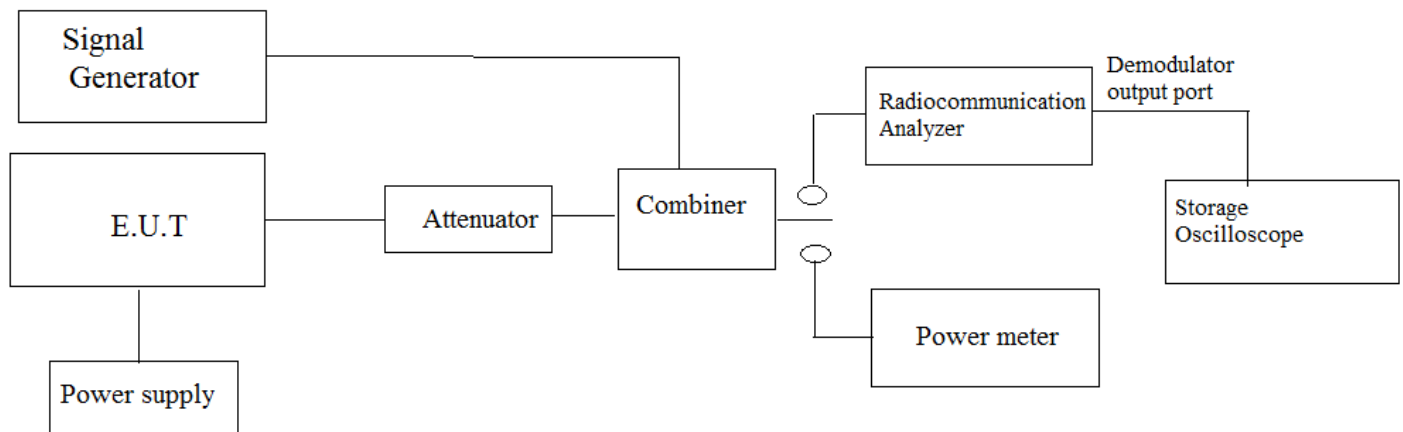 Signal
Generator
E.U.T
Power supply
Attenuator
Combiner
Radiocommunication
Analyzer
Demodulator
output port
Storage
Oscilloscope
Power meter